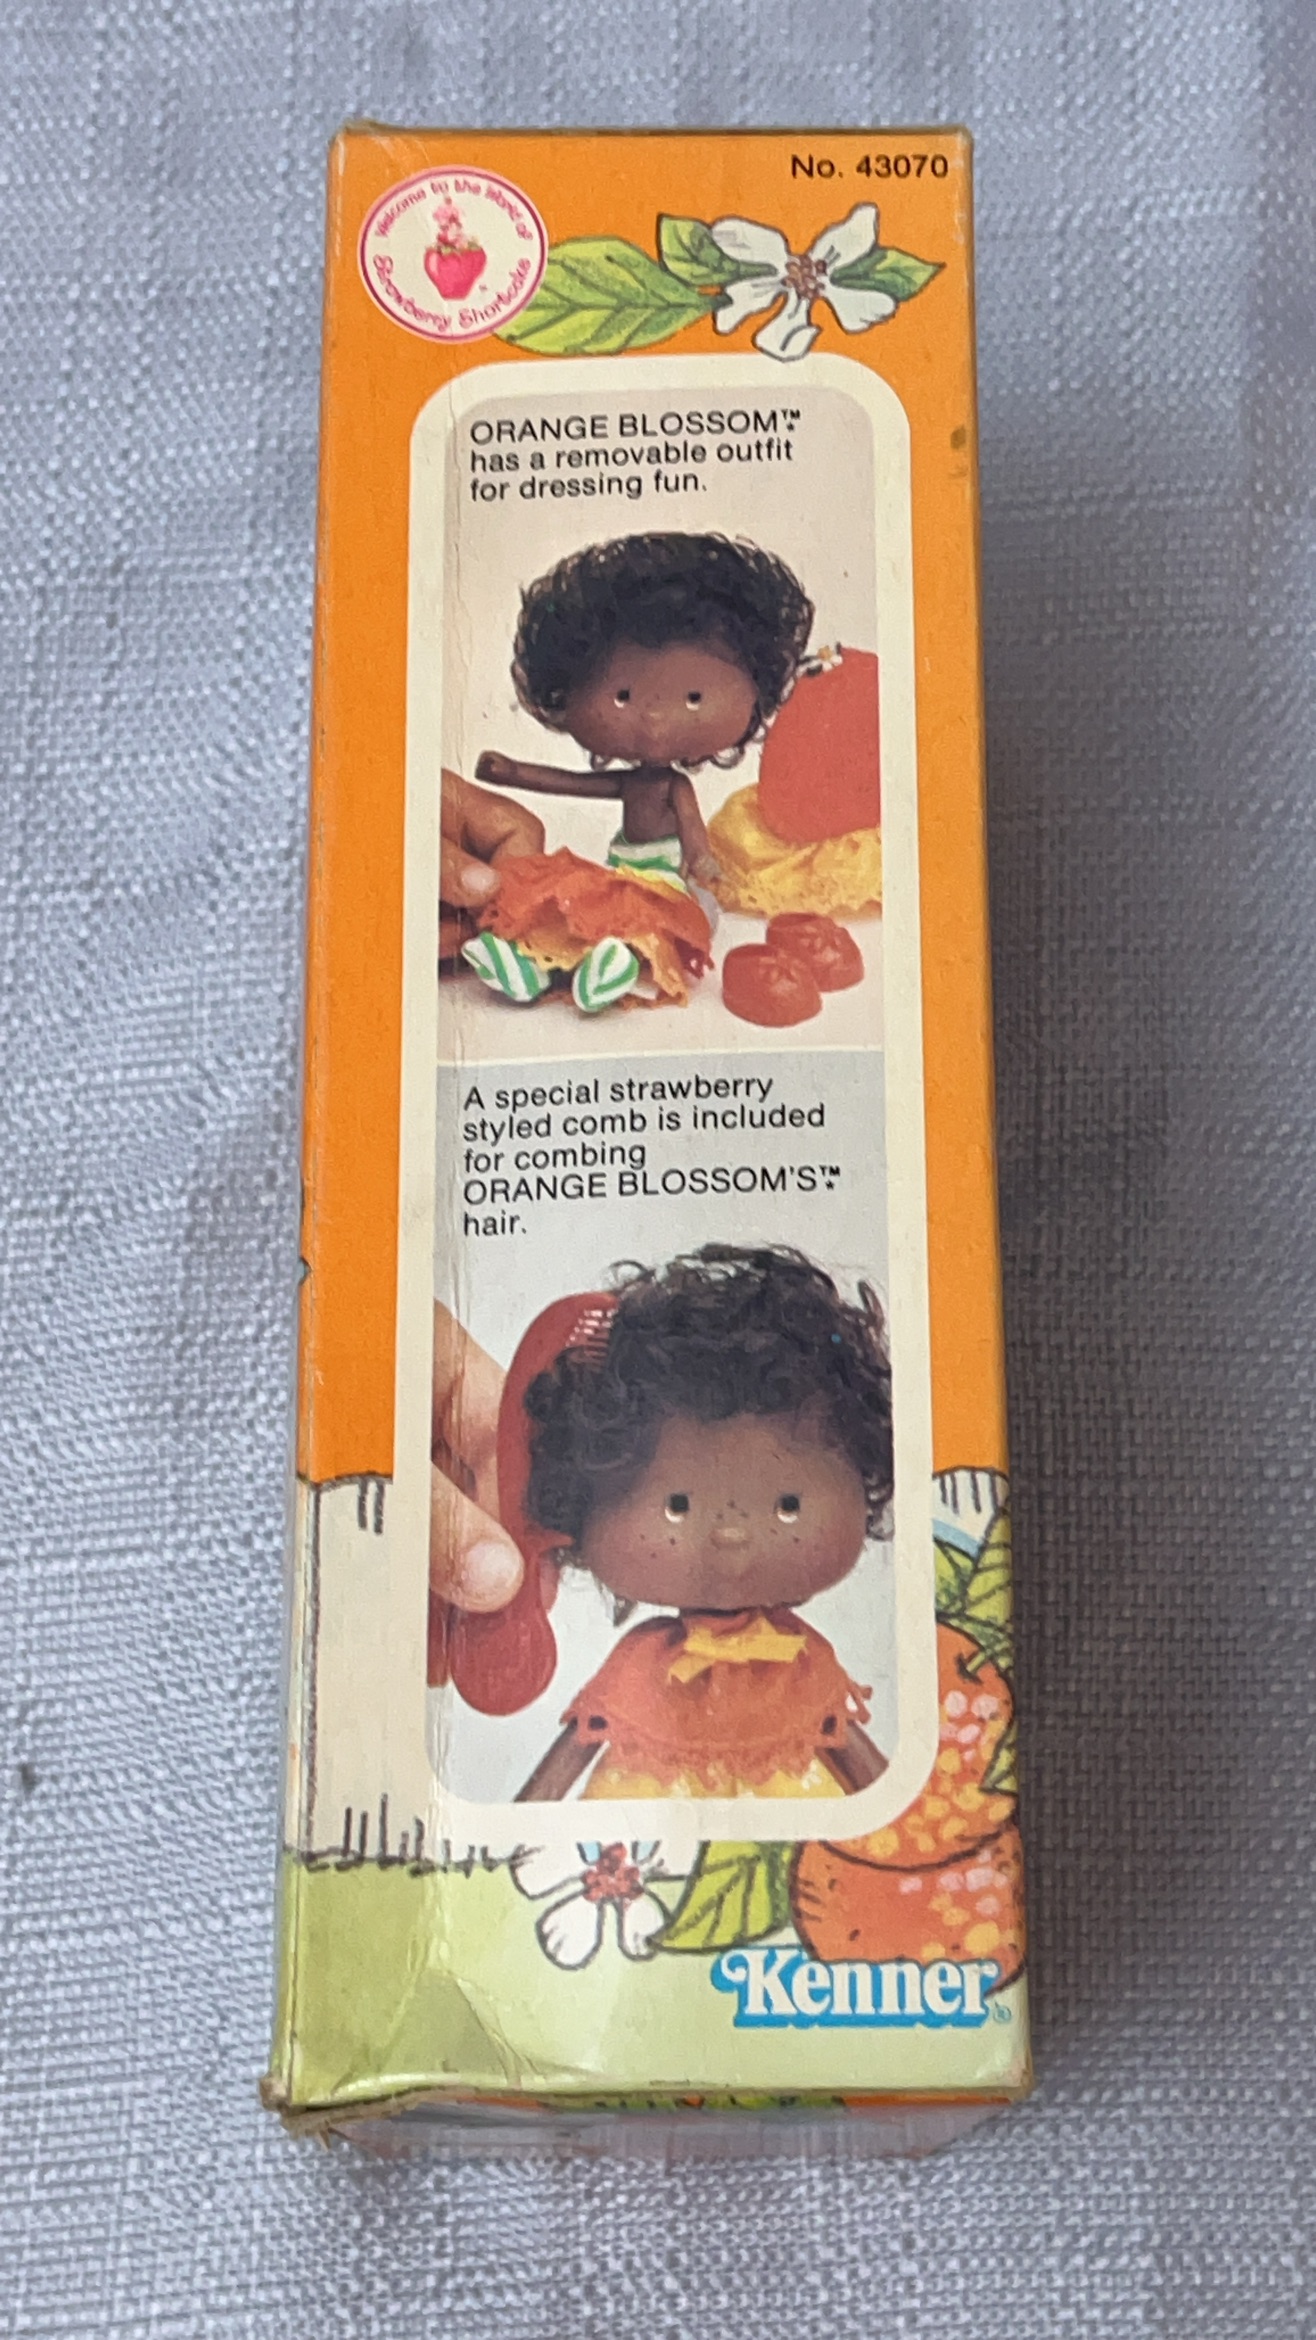 No. 43070
Welcome to the World of
Strawberry Shortcake
ORANGE BLOSSOM™*
has a removable outfit
for dressing fun.
A special strawberry
styled comb is included
for combing
ORANGE BLOSSOM'S™*
hair.
Kenner®